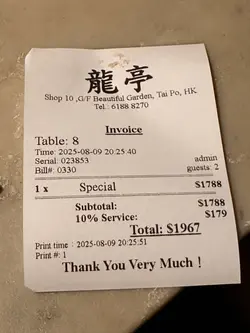 龍亭
Shop 10 ,G/F Beautiful Garden, Tai Po, HK
Tel.: 6188 8270
Invoice
Table: 8
Time: 2025-08-09 20:25:40
Serial: 023853 admin
Bill#: 0330 guests: 2
1 x Special $1788
Subtotal: $1788
10% Service: $179
Total: $1967
Print time : 2025-08-09 20:25:51
Print #: 1
Thank You Very Much !